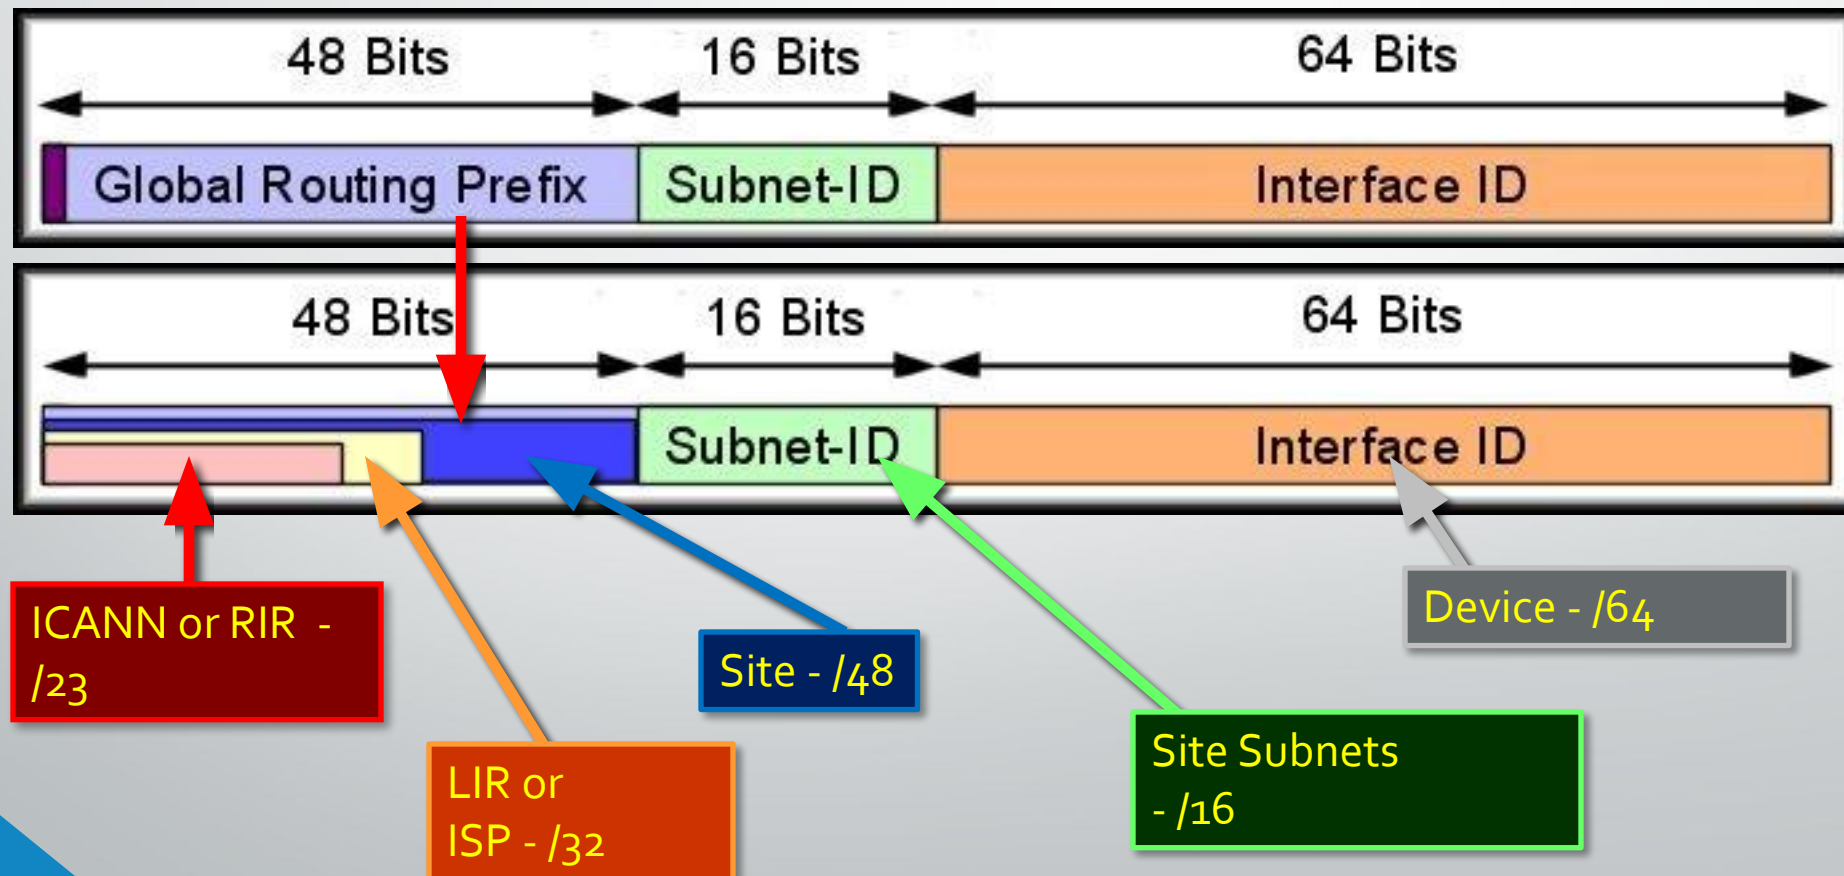 48 Bits 16 Bits 64 Bits
Global Routing Prefix Subnet-ID Interface ID
48 Bits 16 Bits 64 Bits
Subnet-ID Interface ID
ICANN or RIR -
/23
LIR or
ISP - /32
Site - /48
Site Subnets
- /16
Device - /64